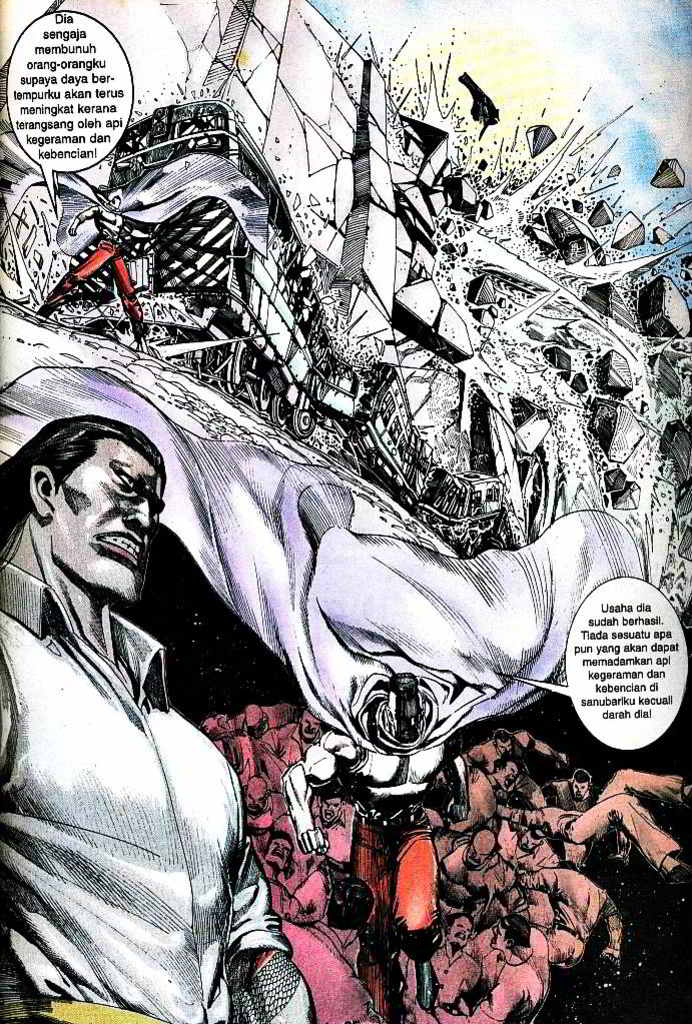 Dia
sengaja
membunuh
orang-orangku
supaya daya ber-
tempurku akan terus
meningkat kerana
terangsang oleh api
kegeraman dan
kebencian!
Usaha dia
sudah berhasil.
Tiada sesuatu apa
pun yang akan dapat
memadamkan api
kegeraman dan
kebencian di
sanubariku kecuali
darah dia!